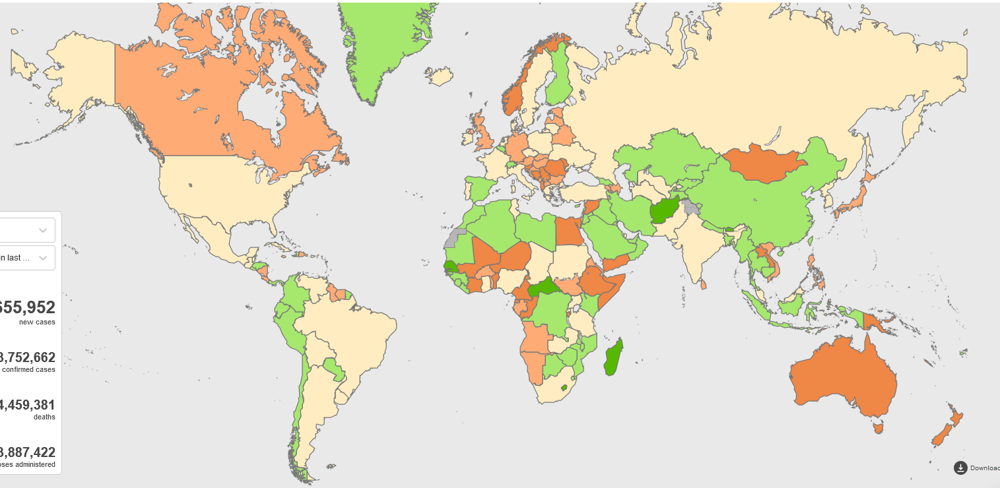 in last ...
655,952
new cases
3,752,662
confirmed cases
4,459,381
deaths
3,887,422
oses administered
Downloa